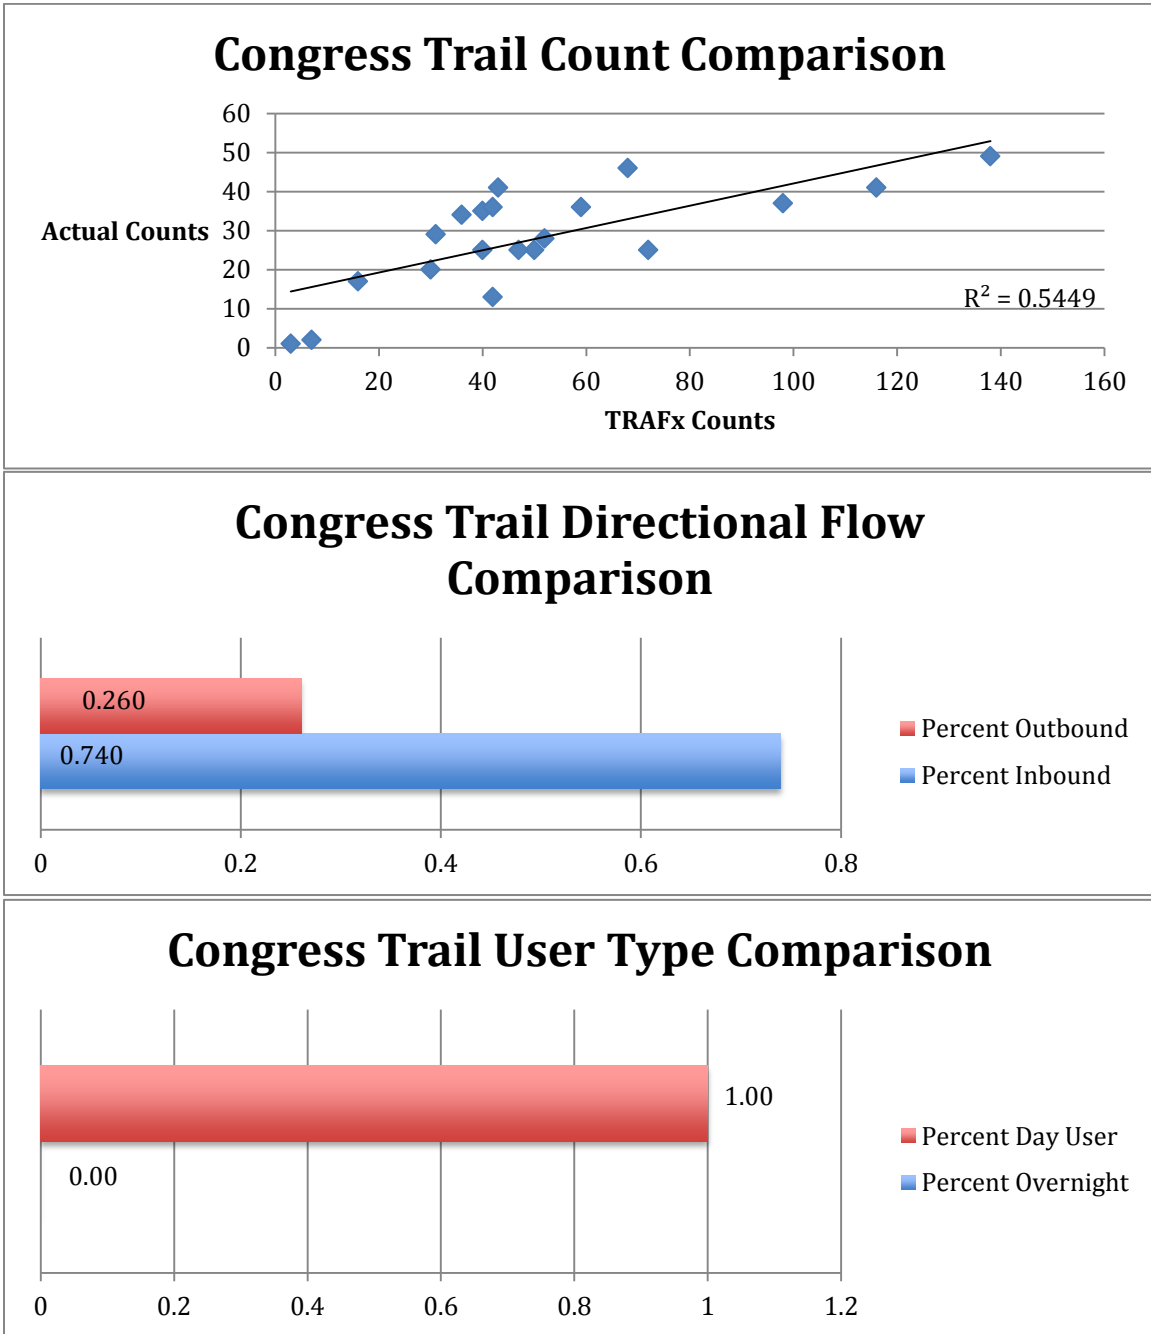 Congress Trail Count Comparison
60
50
40
30
20
10
0
Actual Counts
R² = 0.5449
0 20 40 60 80 100 120 140 160
TRAFx Counts
Congress Trail Directional Flow
Comparison
0.260
0.740
Percent Outbound
Percent Inbound
0 0.2 0.4 0.6 0.8
Congress Trail User Type Comparison
1.00
0.00
Percent Day User
Percent Overnight
0 0.2 0.4 0.6 0.8 1 1.2